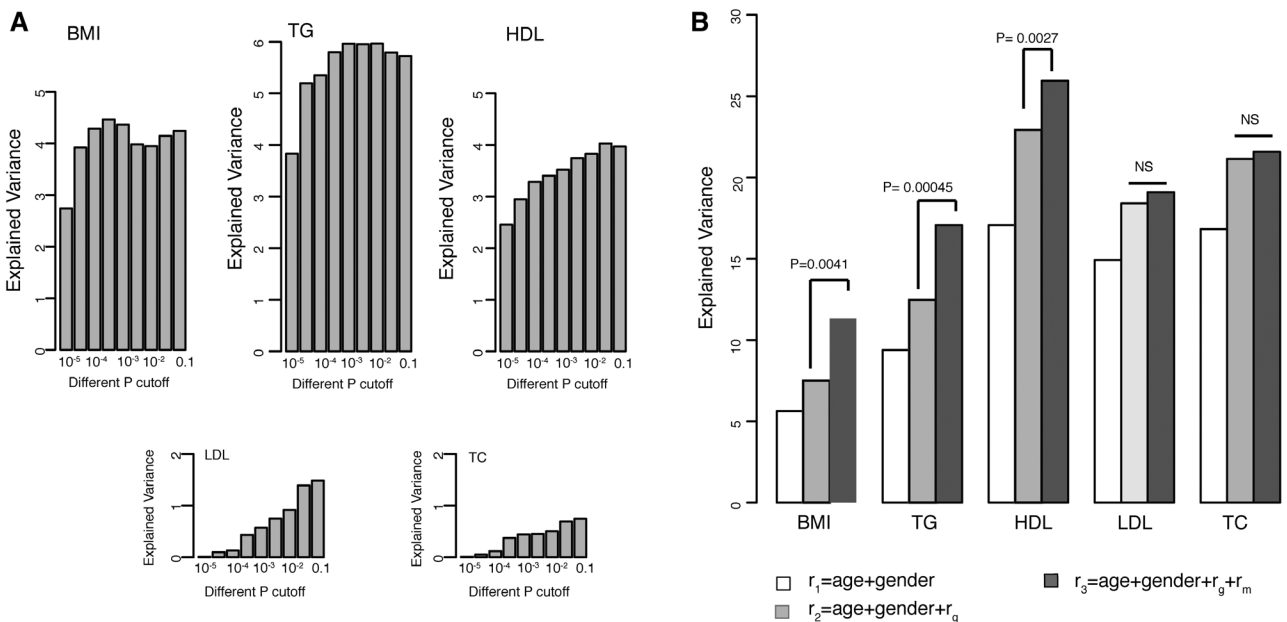 A
BMI
Explained Variance
0 1 2 3 4 5
10-5 10-4 10-3 10-2 0.1
Different P cutoff
TG
Explained Variance
0 1 2 3 4 5 6
10-5 10-4 10-3 10-2 0.1
Different P cutoff
HDL
Explained Variance
0 1 2 3 4 5
10-5 10-4 10-3 10-2 0.1
Different P cutoff
LDL
Explained Variance
0 1 2
10-5 10-4 10-3 10-2 0.1
Different P cutoff
TC
Explained Variance
0 1 2
10-5 10-4 10-3 10-2 0.1
Different P cutoff
B
Explained Variance
0 5 10 15 20 25 30
P=0.0041
P= 0.00045
P= 0.0027
NS
NS
BMI TG HDL LDL TC
r1=age+gender
r2=age+gender+rg
r3=age+gender+rg+rm